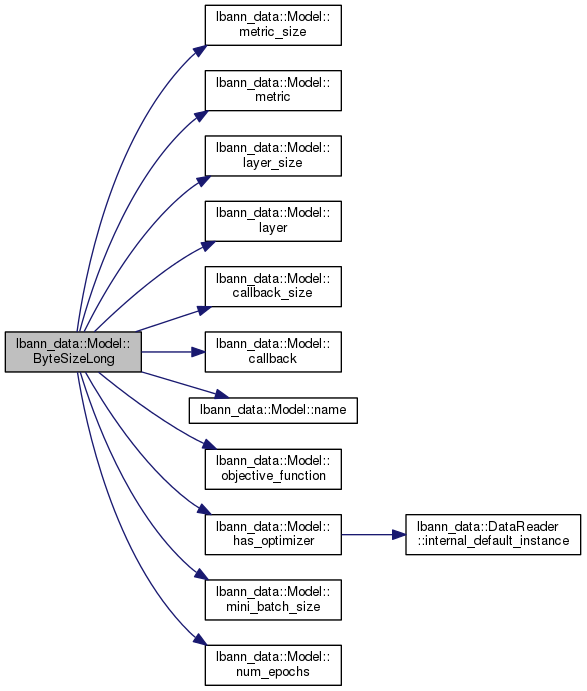 lbann_data::Model::
metric_size
lbann_data::Model::
metric
lbann_data::Model::
layer_size
lbann_data::Model::
layer
lbann_data::Model::
callback_size
lbann_data::Model::
ByteSizeLong
lbann_data::Model::
callback
lbann_data::Model::name
lbann_data::Model::
objective_function
lbann_data::Model::
has_optimizer
lbann_data::DataReader
::internal_default_instance
lbann_data::Model::
mini_batch_size
lbann_data::Model::
num_epochs